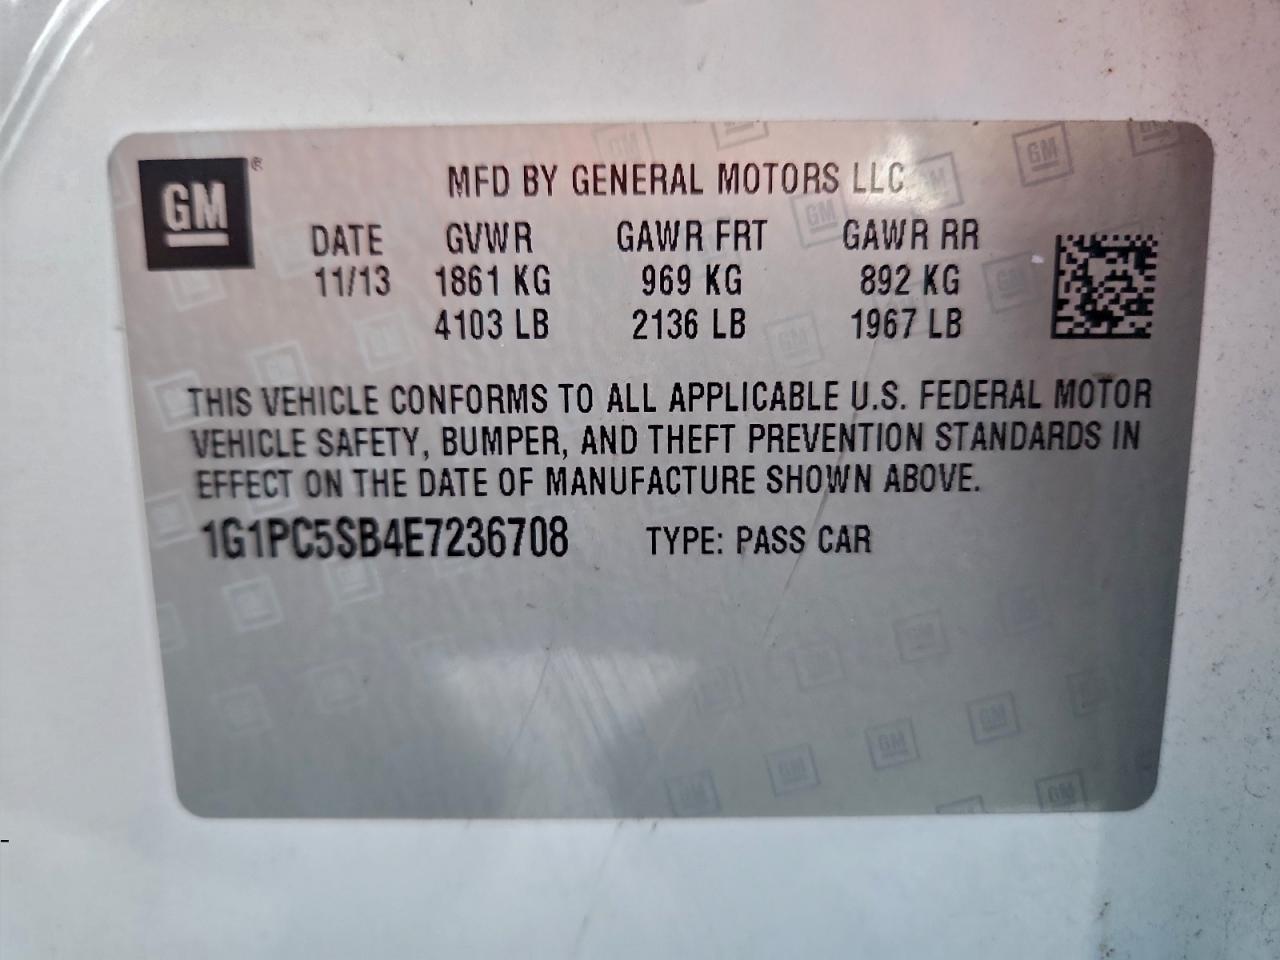 GM ®
MFD BY GENERAL MOTORS LLC
DATE GVWR GAWR FRT GAWR RR
11/13 1861 KG 969 KG 892 KG
4103 LB 2136 LB 1967 LB
THIS VEHICLE CONFORMS TO ALL APPLICABLE U.S. FEDERAL MOTOR
VEHICLE SAFETY, BUMPER, AND THEFT PREVENTION STANDARDS IN
EFFECT ON THE DATE OF MANUFACTURE SHOWN ABOVE.
1G1PC5SB4E7236708 TYPE: PASS CAR